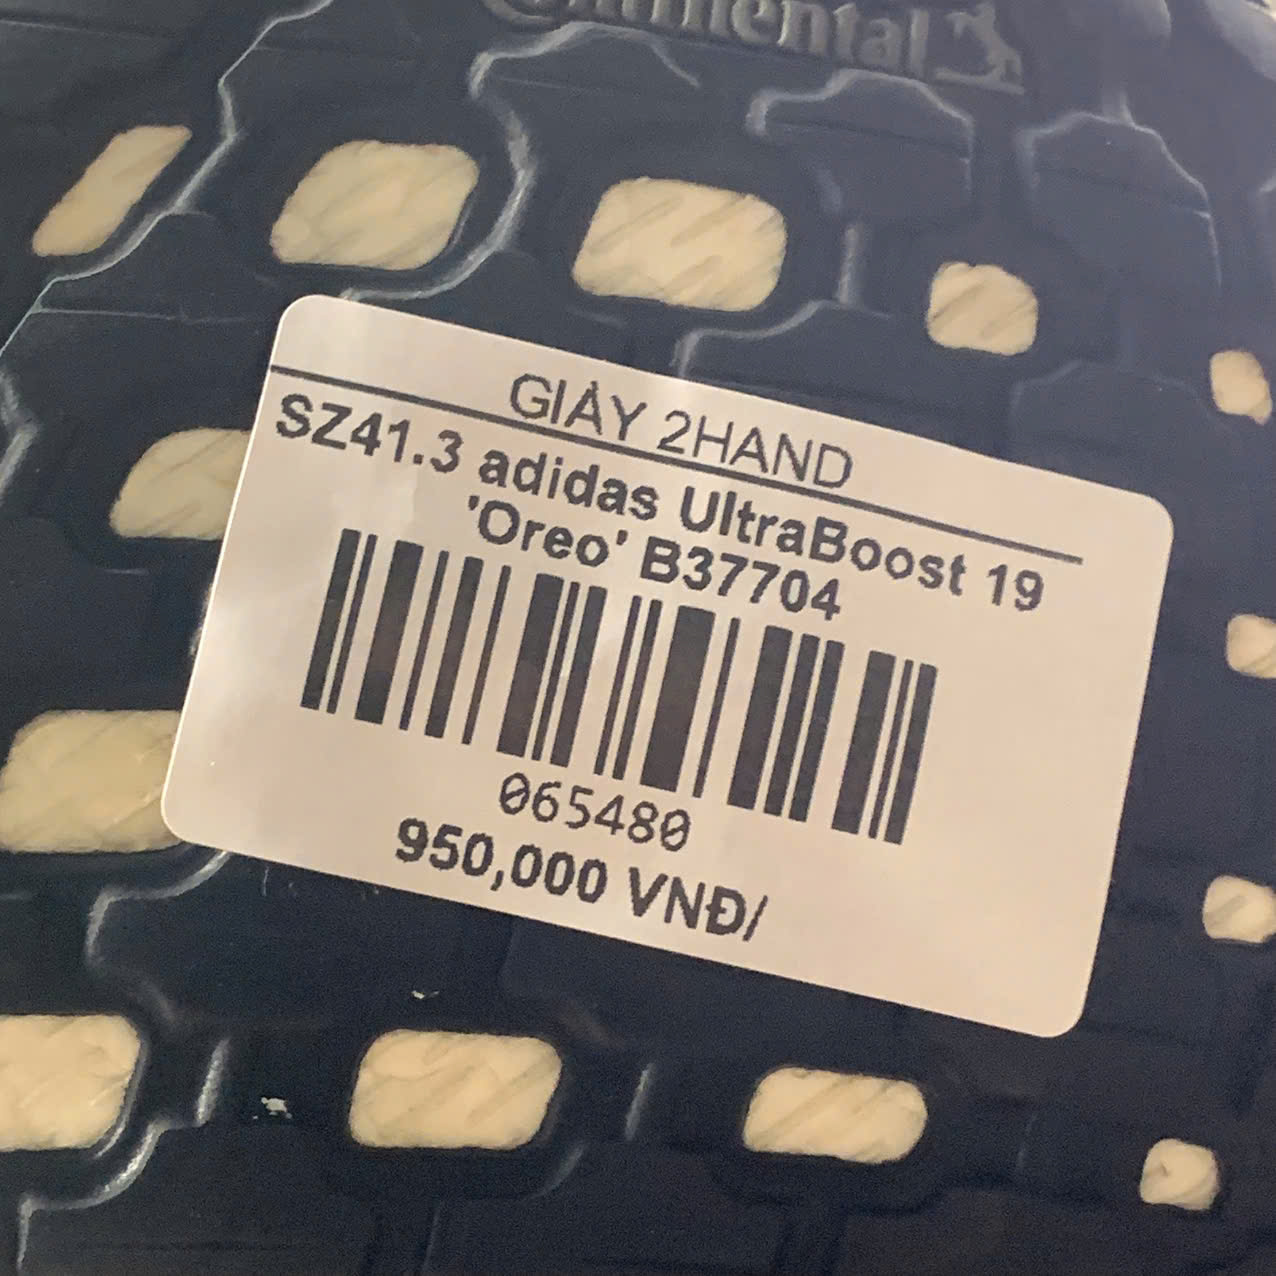 Continental
GIÀY 2HAND
SZ41.3 adidas UltraBoost 19
'Oreo' B37704
065480
950,000 VNĐ/